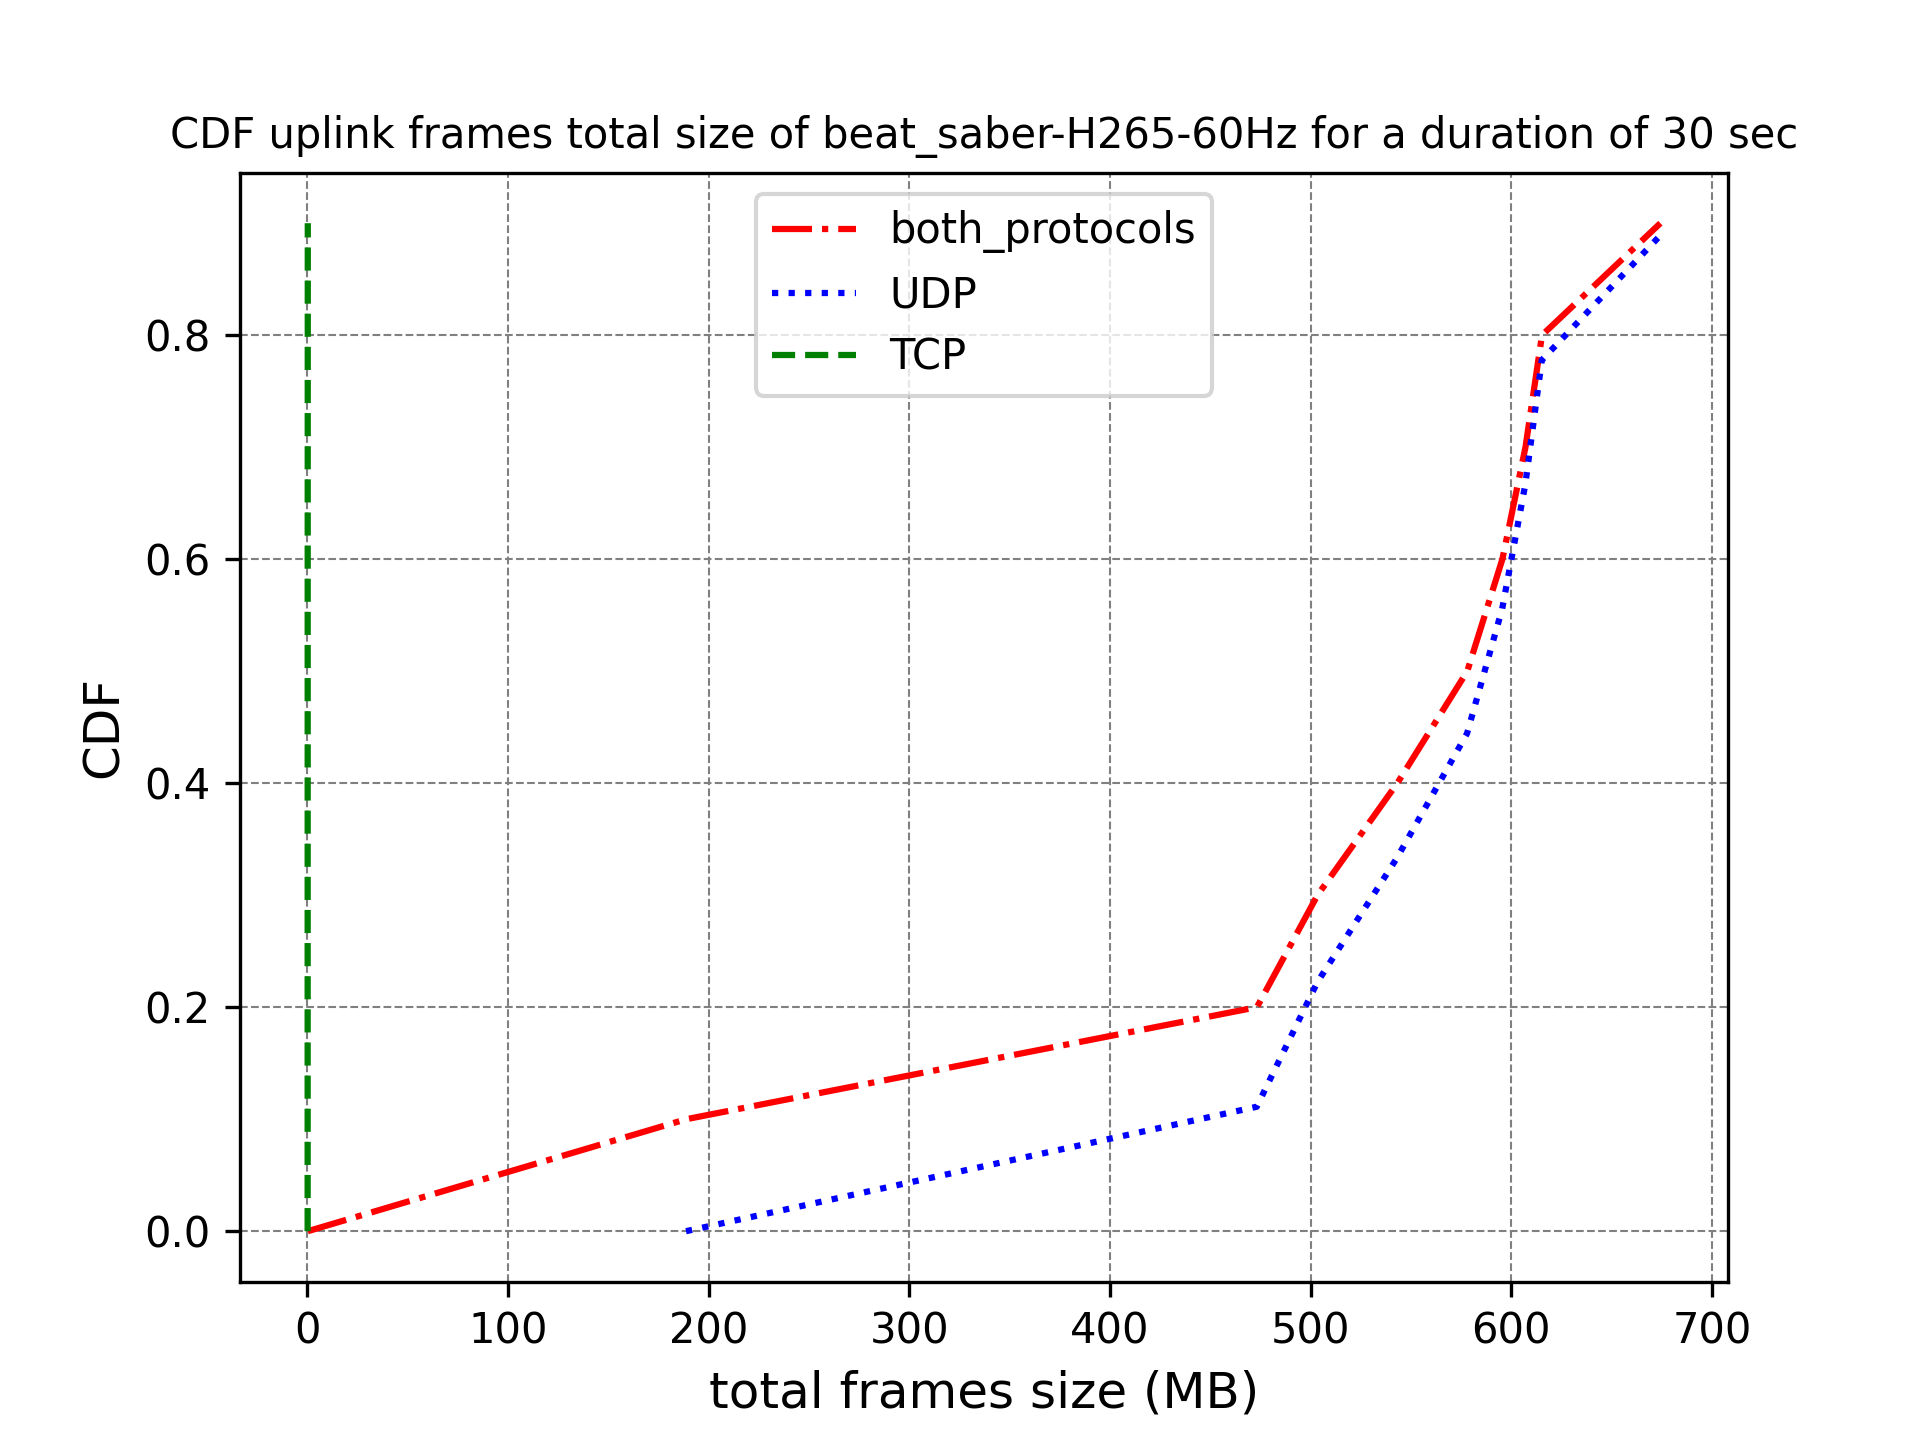 CDF uplink frames total size of beat_saber-H265-60Hz for a duration of 30 sec
both_protocols
UDP
TCP
0.8
0.6
0.4
0.2
0.0
CDF
0 100 200 300 400 500 600 700
total frames size (MB)